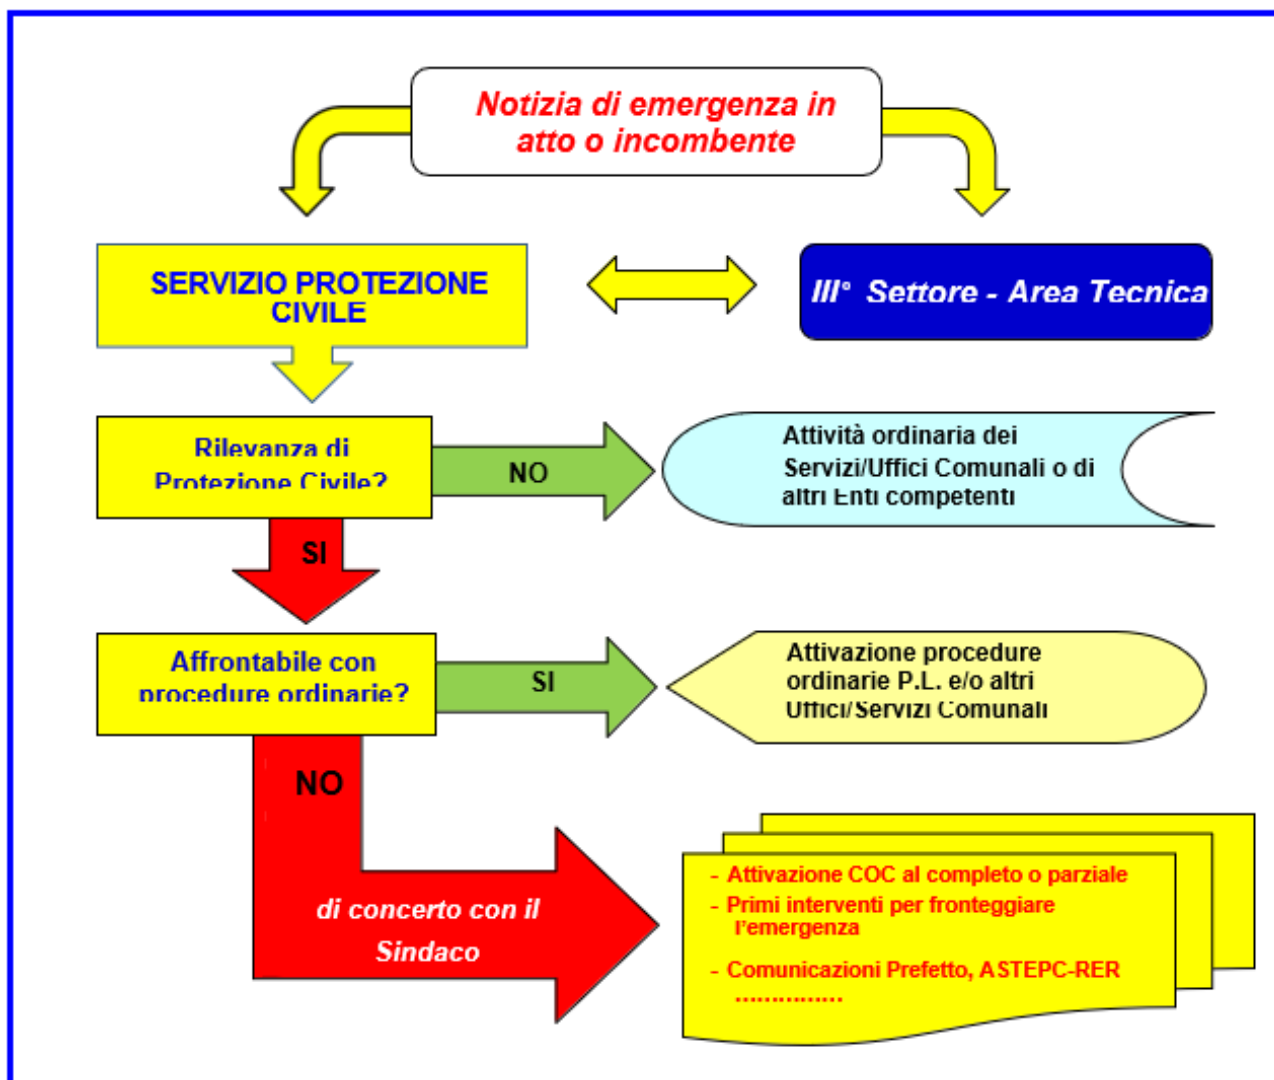 Notizia di emergenza in
atto o incombente
SERVIZIO PROTEZIONE
CIVILE
III° Settore - Area Tecnica
Rilevanza di
Protezione Civile?
NO
Attività ordinaria dei
Servizi/Uffici Comunali o di
altri Enti competenti
SI
Affrontabile con
procedure ordinarie?
SI
Attivazione procedure
ordinarie P.L. e/o altri
Uffici/Servizi Comunali
NO
di concerto con il
Sindaco
- Attivazione COC al completo o parziale
- Primi interventi per fronteggiare
l'emergenza
- Comunicazioni Prefetto, ASTEPC-RER
...............